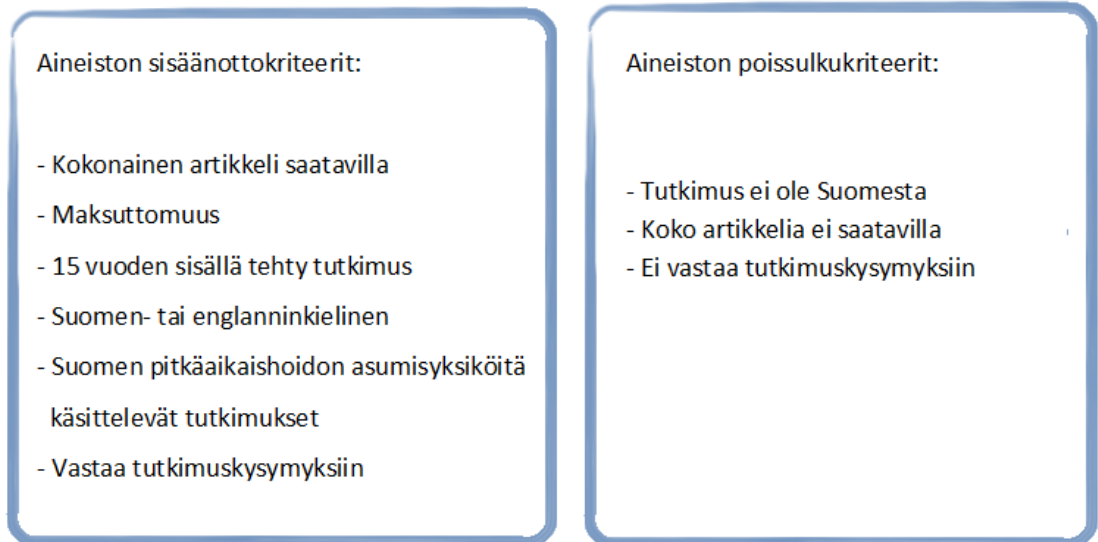 Aineiston sisäänottokriteerit:
- Kokonainen artikkeli saatavilla
- Maksuttomuus
- 15 vuoden sisällä tehty tutkimus
- Suomen- tai englanninkielinen
- Suomen pitkäaikaishoidon asumisyksiköitä
käsittelevät tutkimukset
- Vastaa tutkimuskysymyksiin
Aineiston poissulkukriteerit:
- Tutkimus ei ole Suomesta
- Koko artikkelia ei saatavilla
- Ei vastaa tutkimuskysymyksiin